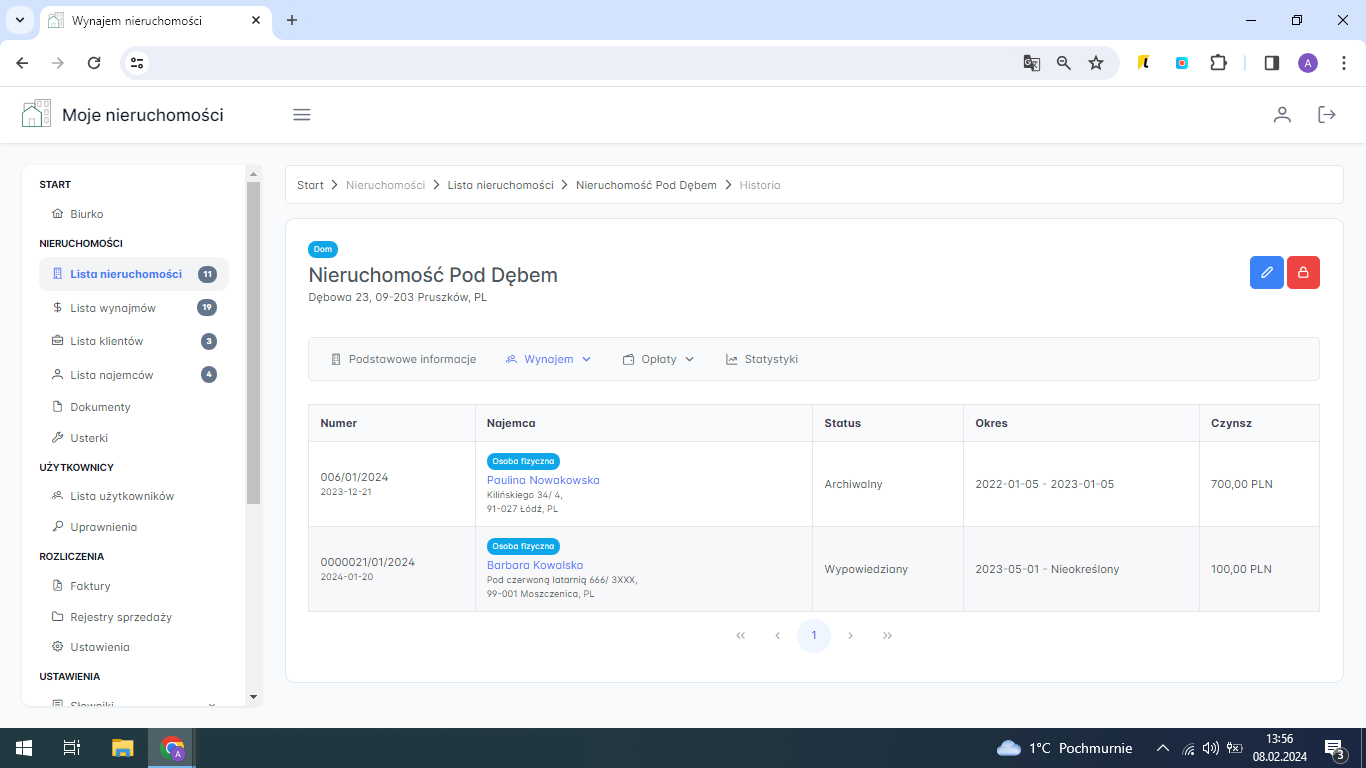 Wynajem nieruchomości
A
Moje nieruchomości
START
Biurko
NIERUCHOMOŚCI
Lista nieruchomości 11
Lista wynajmów 19
Lista klientów 3
Lista najemców 4
Dokumenty
Usterki
UŻYTKOWNICY
Lista użytkowników
Uprawnienia
ROZLICZENIA
Faktury
Rejestry sprzedaży
Ustawienia
USTAWIENIA
Słowniki
Start > Nieruchomości > Lista nieruchomości > Nieruchomość Pod Dębem > Historia
Dom
Nieruchomość Pod Dębem
Dębowa 23, 09-203 Pruszków, PL
Podstawowe informacje Wynajem Opłaty Statystyki
Numer Najemca Status Okres Czynsz
Osoba fizyczna
006/01/2024 Paulina Nowakowska Archiwalny 2022-01-05 - 2023-01-05 700,00 PLN
2023-12-21 Kilińskiego 34/ 4,
91-027 Łódź, PL
Osoba fizyczna
0000021/01/2024 Barbara Kowalska Wypowiedziany 2023-05-01 - Nieokreślony 100,00 PLN
2024-01-20 Pod czerwoną latarnią 666/ 3XXX,
99-001 Moszczenica, PL
« ‹ 1 › »
A
1°C Pochmurnie
13:56
08.02.2024
3